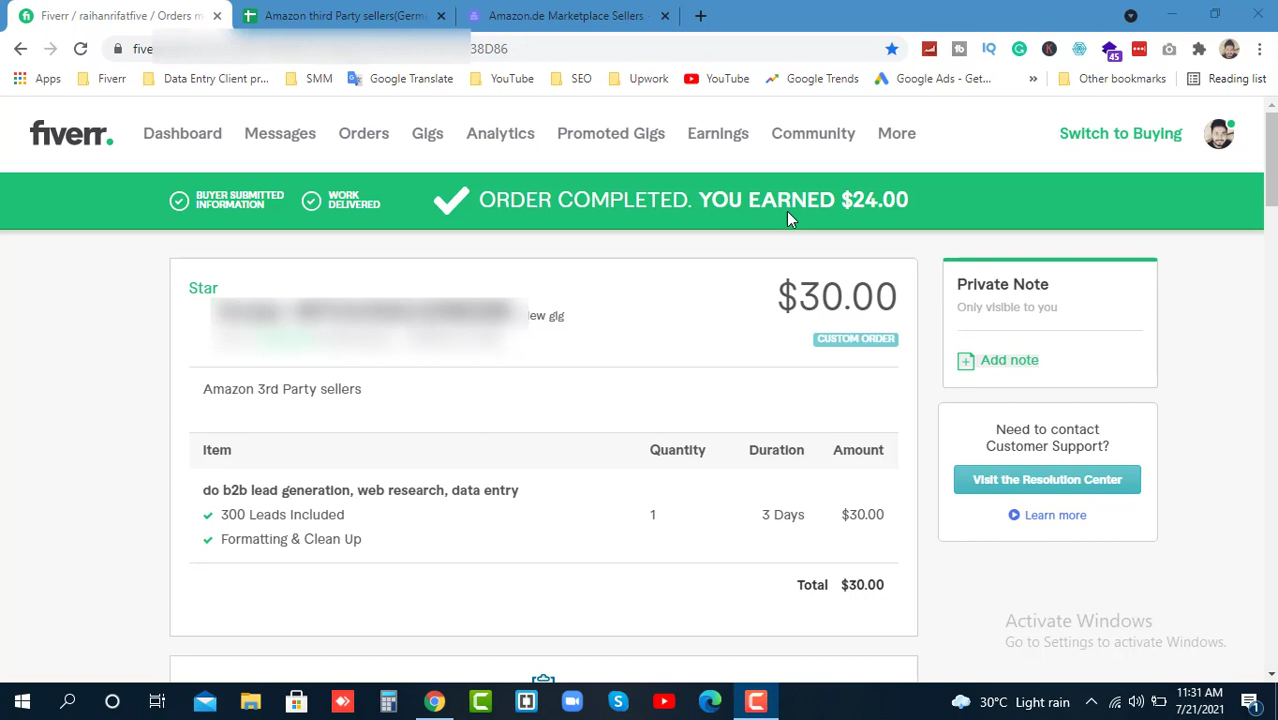 Fiverr / raihanrifatfive / Orders m
Amazon third Party sellers(Germ
Amazon.de Marketplace Sellers -
five
38D86
IQ
45
Apps
Fiverr
Data Entry Client pr...
SMM
Google Translate
YouTube
SEO
Upwork
YouTube
Google Trends
Google Ads - Get...
»
Other bookmarks
Reading list
fiverr.
Dashboard
Messages
Orders
Gigs
Analytics
Promoted Gigs
Earnings
Community
More
Switch to Buying
BUYER SUBMITTED
INFORMATION
WORK
DELIVERED
ORDER COMPLETED. YOU EARNED $24.00
Star
iew gig
$30.00
CUSTOM ORDER
Amazon 3rd Party sellers
Item Quantity Duration Amount
do b2b lead generation, web research, data entry
300 Leads Included 1 3 Days $30.00
Formatting & Clean Up
Total $30.00
Private Note
Only visible to you
Add note
Need to contact
Customer Support?
Visit the Resolution Center
Learn more
Activate Windows
Go to Settings to activate Windows.
30°C Light rain
11:31 AM
7/21/2021
1